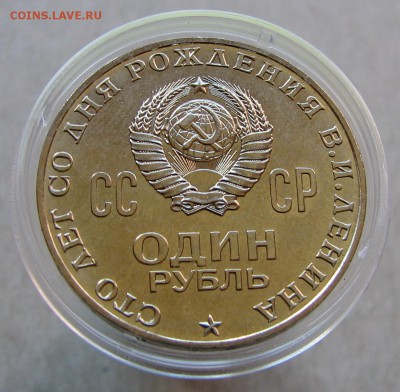 COINS.LAVE.RU
СТО ЛЕТ СО ДНЯ РОЖДЕНИЯ В.И.ЛЕНИНА
СС СР
ОДИН
РУБЛЬ